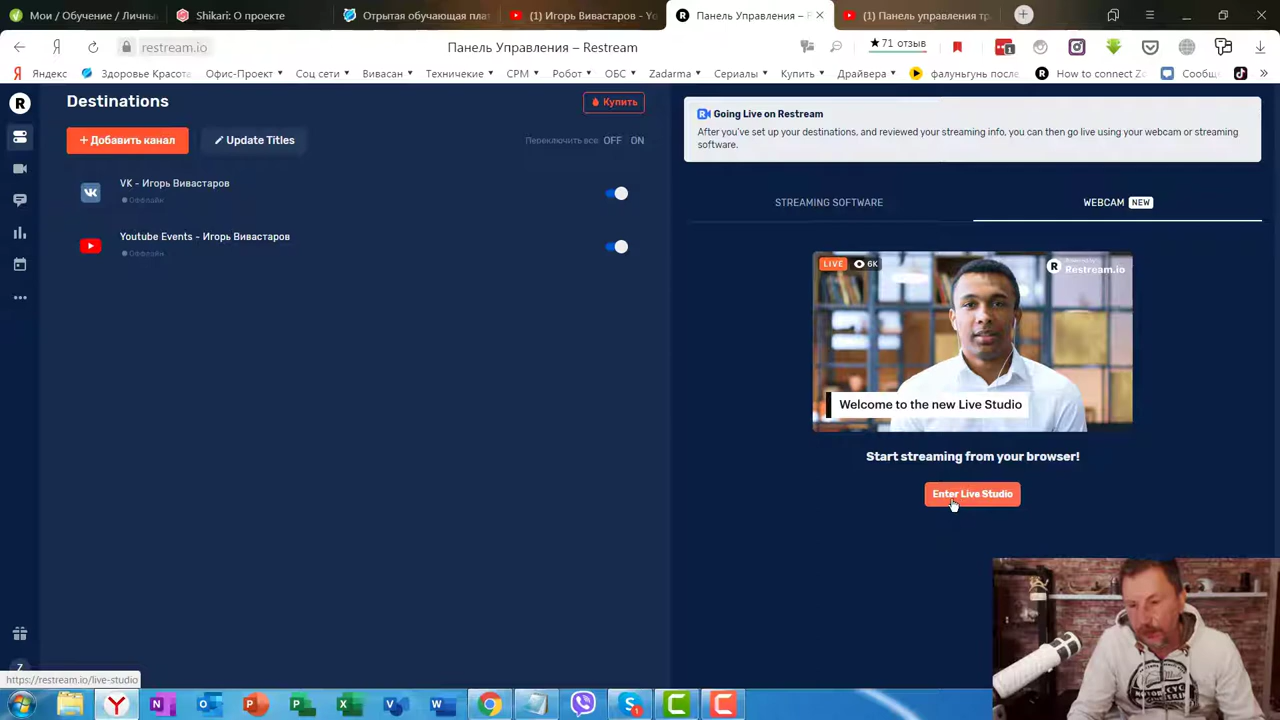 Мои / Обучение / Личны
Shikari: О проекте
Отрытая обучающая плат
(1) Игорь Вивастаров - Yo
Панель Управления – F
(1) Панель управления тр
restream.io
Панель Управления – Restream
★ 71 отзыв
Яндекс
Здоровье Красота
Офис-Проект
Соц сети
Вивасан
Техничекие
СРМ
Робот
ОБС
Zadarma
Сериалы
Купить
Драйвера
фалуньгунь после
How to connect Za
Сообщ
Destinations
Купить
+ Добавить канал
Update Titles
Переключить все:
OFF
ON
VK - Игорь Вивастаров
Оффлайн
Youtube Events - Игорь Вивастаров
Оффлайн
Going Live on Restream
After you've set up your destinations, and reviewed your streaming info, you can then go live using your webcam or streaming
software.
STREAMING SOFTWARE
WEBCAM NEW
LIVE 6K
Restream.io
Welcome to the new Live Studio
Start streaming from your browser!
Enter Live Studio
https://restream.io/live-studio